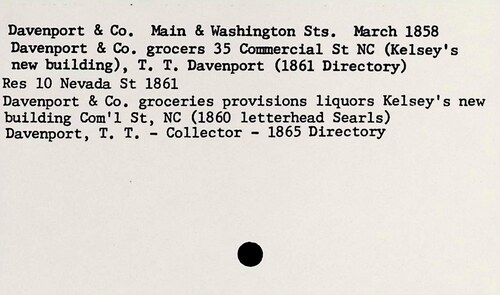 Davenport & Co.  Main & Washington Sts.  March 1858
Davenport & Co. grocers 35 Commercial St NC (Kelsey's
new building), T. T. Davenport (1861 Directory)
Res 10 Nevada St 1861
Davenport & Co. groceries provisions liquors Kelsey's new
building Com'l St, NC (1860 letterhead Searls)
Davenport, T. T. - Collector - 1865 Directory